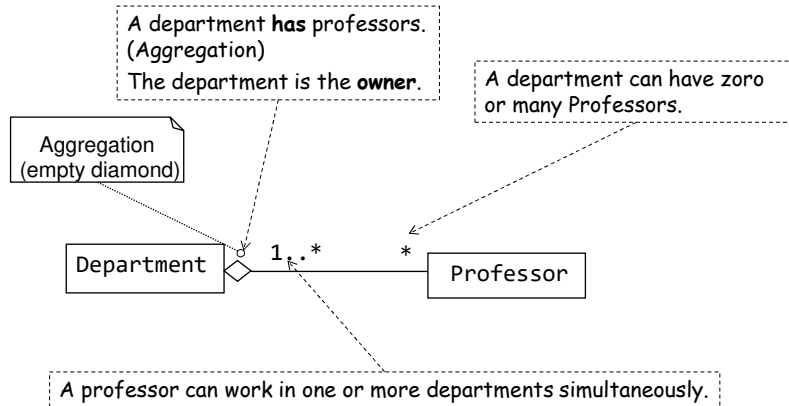 A department has professors.
(Aggregation)
The department is the owner.
A department can have zoro
or many Professors.
Aggregation
(empty diamond)
Department
1..*
*
Professor
A professor can work in one or more departments simultaneously.